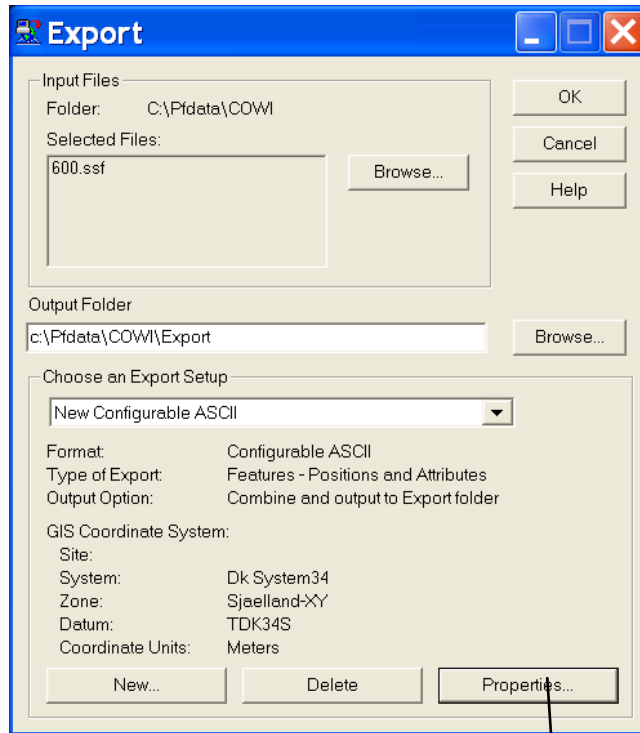 Export
Input Files
Folder: C:\Pfdata\COWI
Selected Files:
600.ssf
Browse...
OK
Cancel
Help
Output Folder
c:\Pfdata\COWI\Export
Browse...
Choose an Export Setup
New Configurable ASCII
Format: Configurable ASCII
Type of Export: Features - Positions and Attributes
Output Option: Combine and output to Export folder
GIS Coordinate System:
Site:
System: Dk System34
Zone: Sjaelland-XY
Datum: TDK34S
Coordinate Units: Meters
New... Delete Properties...